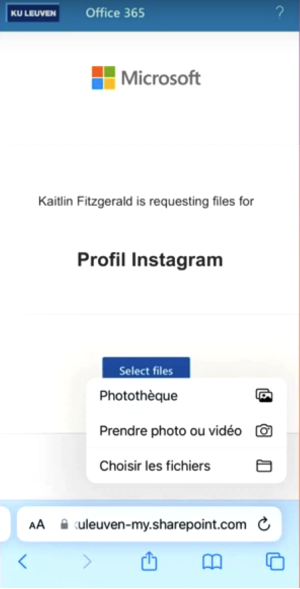 KU LEUVEN Office 365 ?
Microsoft
Kaitlin Fitzgerald is requesting files for
Profil Instagram
Select files
Photothèque
Prendre photo ou vidéo
Choisir les fichiers
AA uleuven-my.sharepoint.com